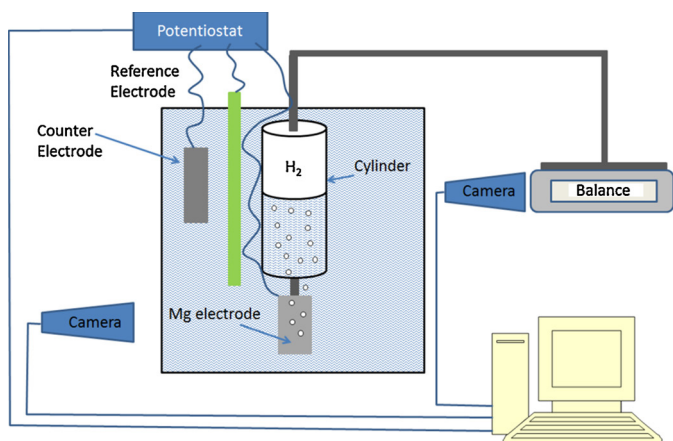 Potentiostat
Reference
Electrode
Counter
Electrode
H₂
Cylinder
Camera
Balance
Mg electrode
Camera